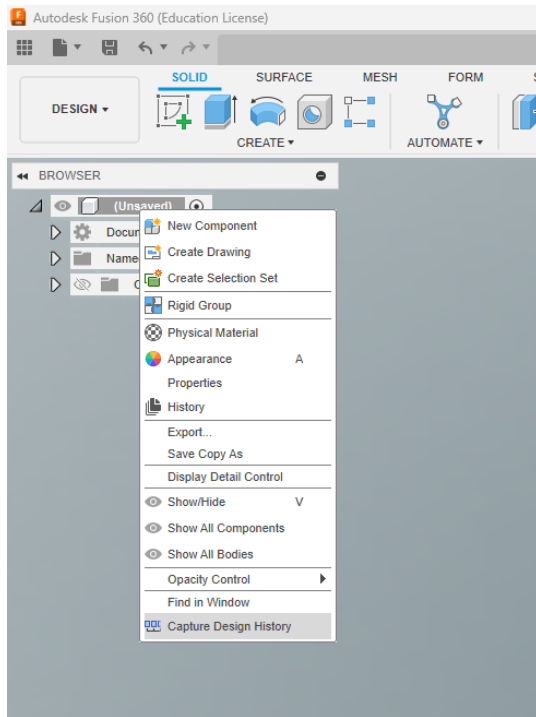 Autodesk Fusion 360 (Education License)
SOLID SURFACE MESH FORM S
DESIGN
CREATE AUTOMATE
BROWSER
(Unsaved)
Docur
Name
New Component
Create Drawing
Create Selection Set
Rigid Group
Physical Material
Appearance A
Properties
History
Export...
Save Copy As
Display Detail Control
Show/Hide V
Show All Components
Show All Bodies
Opacity Control
Find in Window
Capture Design History